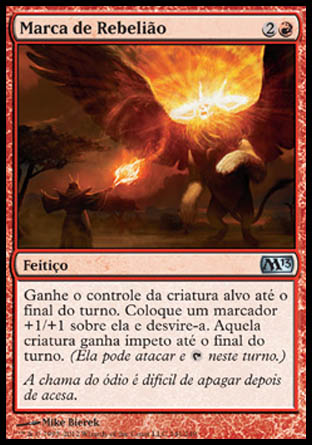 Marca de Rebelião 2
Feitiço M13
Ganhe o controle da criatura alvo até o
final do turno. Coloque um marcador
+1/+1 sobre ela e desvire-a. Aquela
criatura ganha ímpeto até o final do
turno. (Ela pode atacar e neste turno.)
A chama do ódio é difícil de apagar depois
de acesa.
Mike Bierek